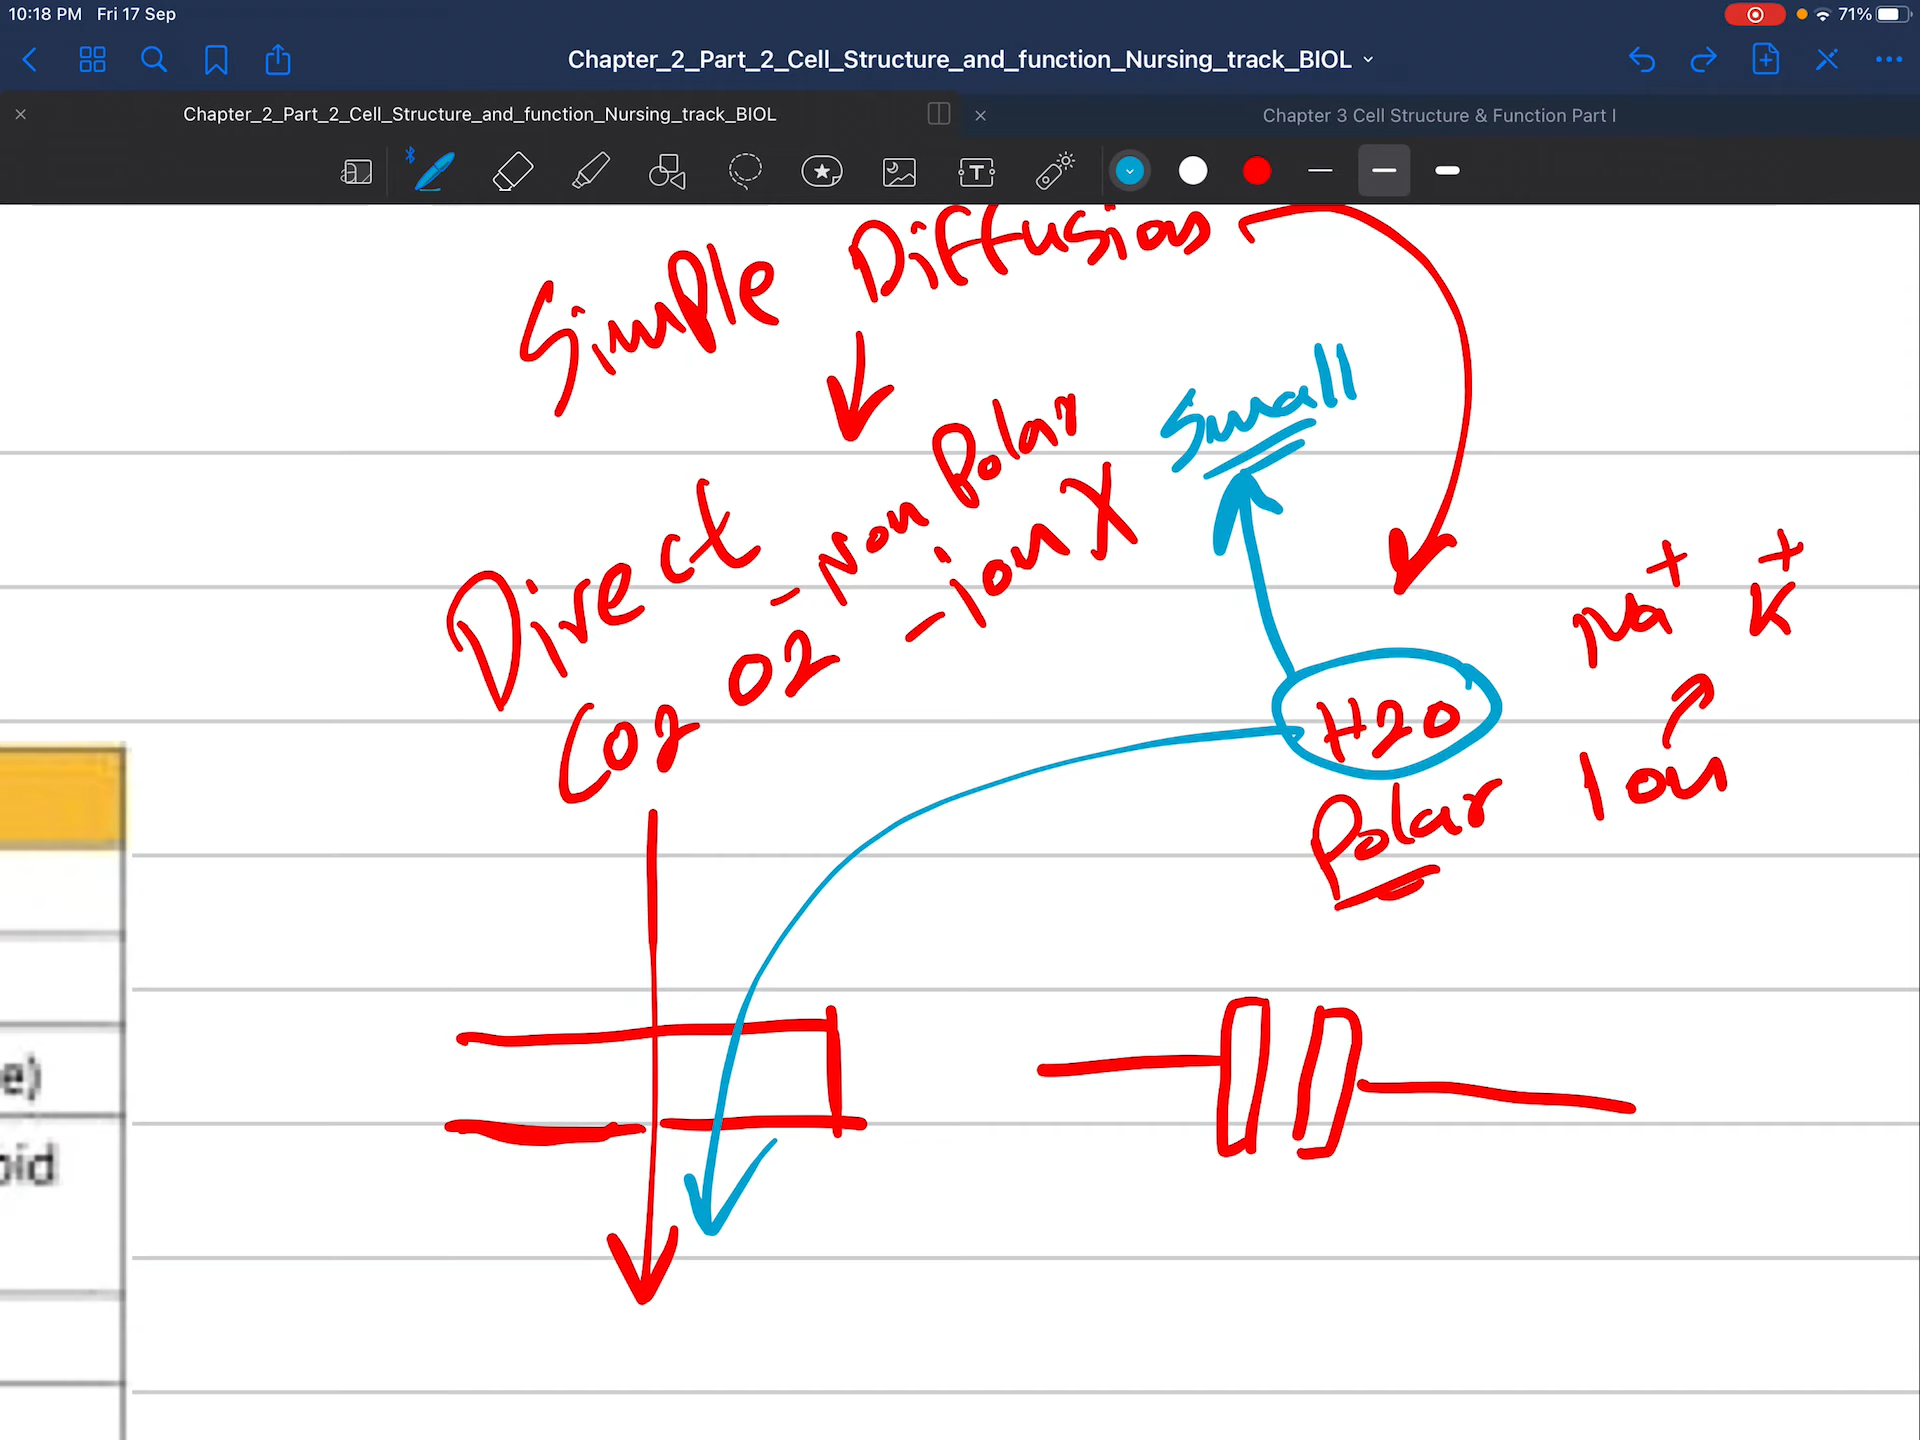 10:18 PM Fri 17 Sep
71%
Chapter_2_Part_2_Cell_Structure_and_function_Nursing_track_BIOL
Chapter_2_Part_2_Cell_Structure_and_function_Nursing_track_BIOL
Chapter 3 Cell Structure & Function Part I
Simple Diffusion
Small
Direct
- Non Polar
- ion X
CO2 O2
Na+ K+
H2O
Polar
Ion
e)
oid